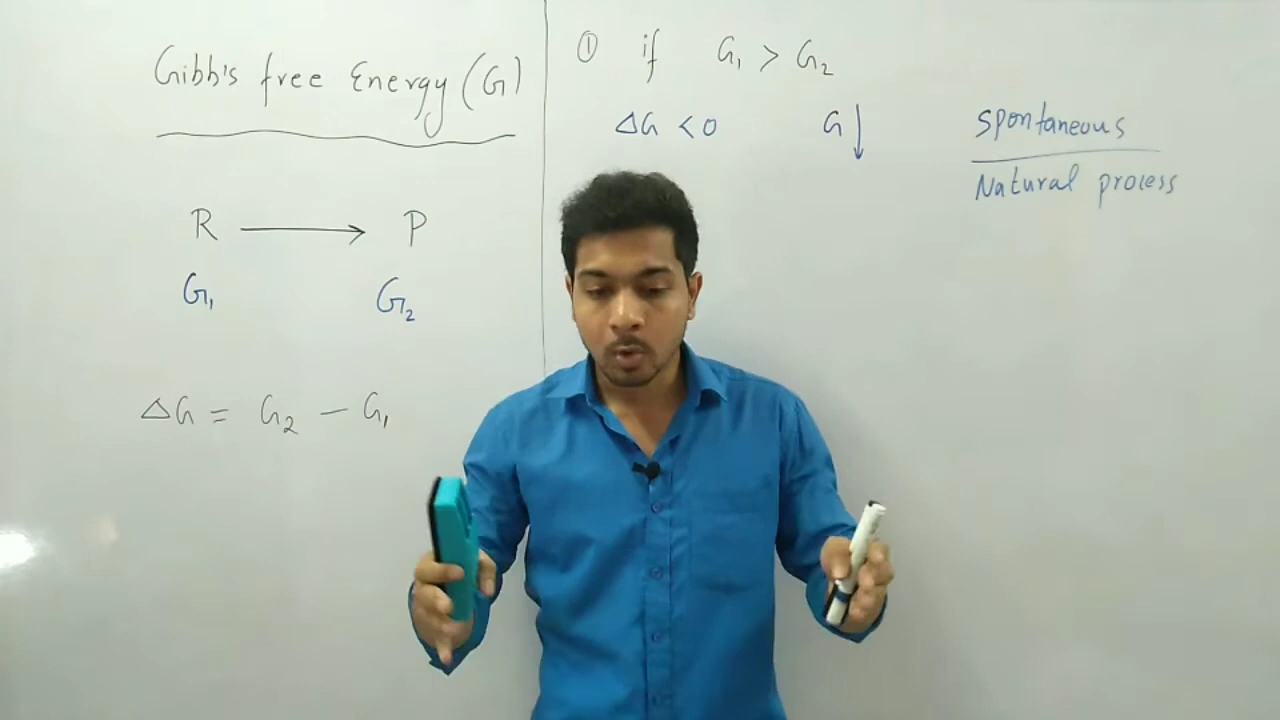 Gibb's free Energy (G)
R ⟶ P
G₁ G₂
ΔG = G₂ − G₁
① if G₁ > G₂
ΔG < 0 G↓
Spontaneous
Natural process